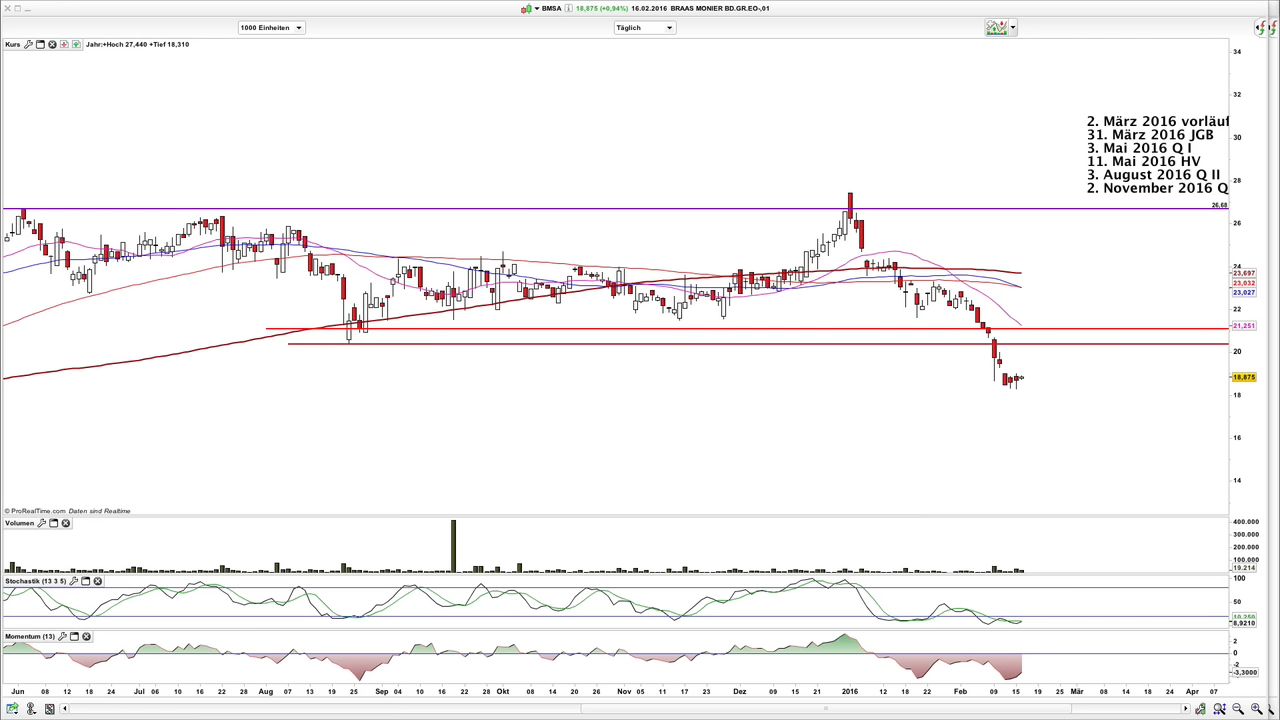 BMSA 18,875 (+0,94%) 16.02.2016 BRAAS MONIER BD.GR.EO-,01
1000 Einheiten
Täglich
Kurs
Jahr:+Hoch 27,440 +Tief 18,310
34
32
2. März 2016 vorläuf
31. März 2016 JGB
30
3. Mai 2016 Q I
11. Mai 2016 HV
3. August 2016 Q II
28
2. November 2016 Q
26,68
26
24
23,697
23,032
23,027
22
21,251
20
18,875
18
16
14
© ProRealTime.com Daten sind Realtime
Volumen
400.000
300.000
200.000
100.000
19.214
Stochastik (13 3 5)
100
50
8,9210
Momentum (13)
2
0
-2
-3,3000
Jun 08 12 18 24 Jul 06 10 16 22 28 Aug 07 13 19 25 Sep 04 10 16 22 28 Okt 08 14 20 26 Nov 05 11 17 23 Dez 09 15 21 2016 12 18 22 Feb 09 15 19 25 Mär 08 14 18 24 Apr 07